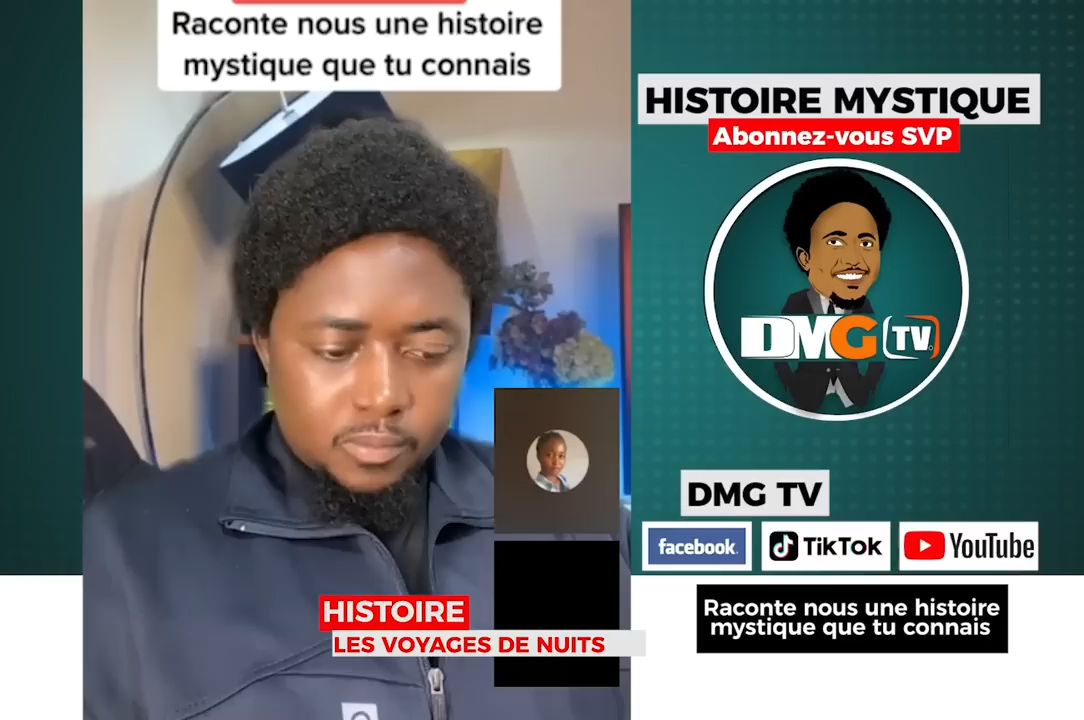 Raconte nous une histoire
mystique que tu connais
HISTOIRE MYSTIQUE
Abonnez-vous SVP
DMG TV
DMG TV
facebook
TikTok
YouTube
HISTOIRE
LES VOYAGES DE NUITS
Raconte nous une histoire
mystique que tu connais